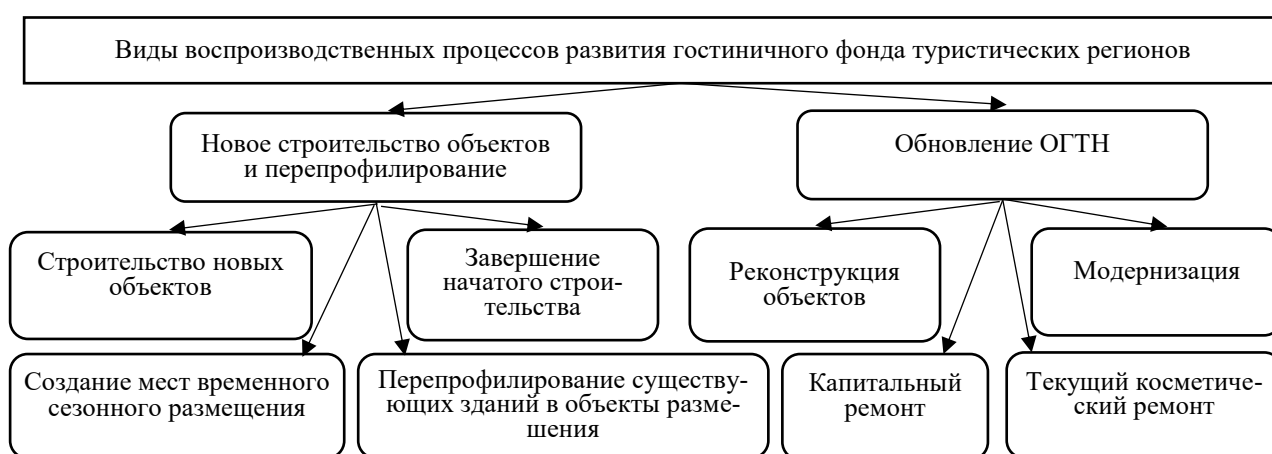 Виды воспроизводственных процессов развития гостиничного фонда туристических регионов
Новое строительство объектов
и перепрофилирование
Обновление ОГТН
Строительство новых
объектов
Завершение
начатого строи-
тельства
Реконструкция
объектов
Модернизация
Создание мест временного
сезонного размещения
Перепрофилирование существу-
ющих зданий в объекты разме-
шения
Капитальный
ремонт
Текущий косметиче-
ский ремонт